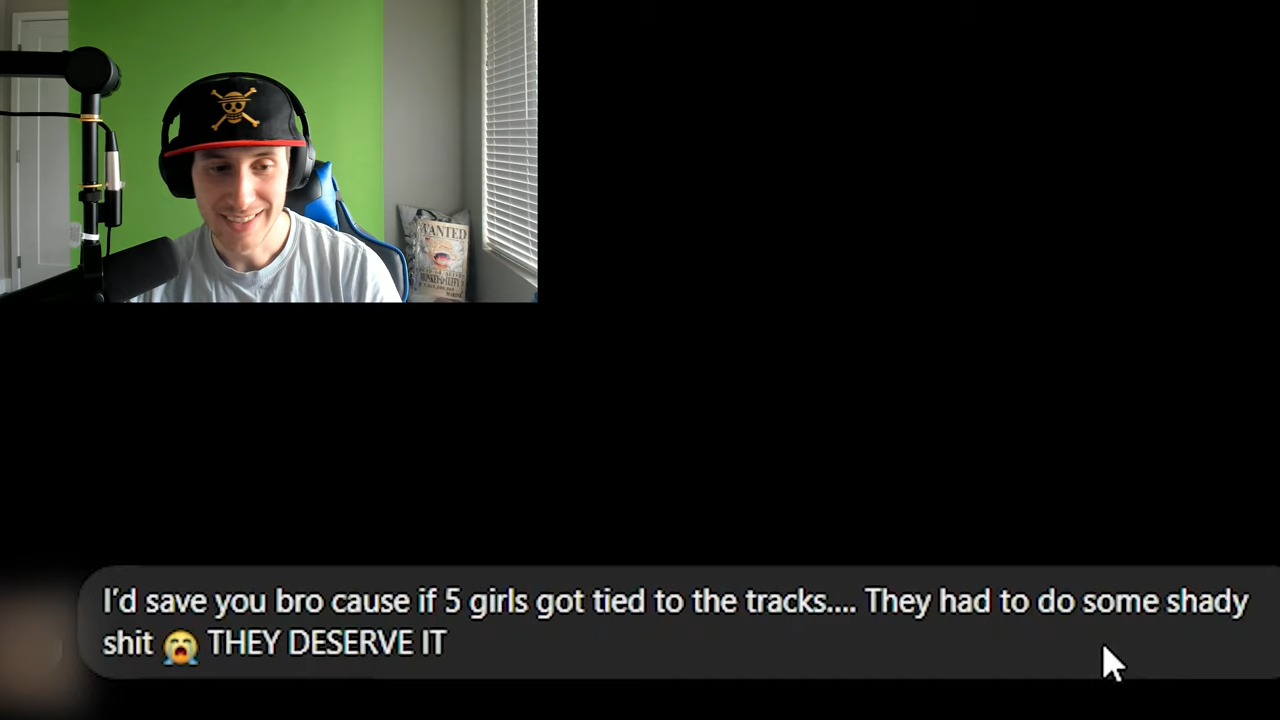 WANTED
I'd save you bro cause if 5 girls got tied to the tracks.... They had to do some shady
shit 😭 THEY DESERVE IT